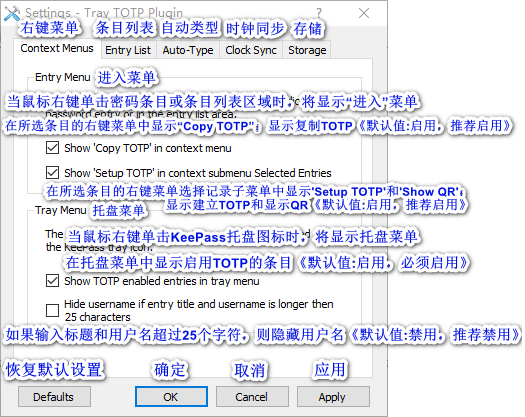 Settings - Tray TOTP Plugin
右键菜单 条目列表 自动类型 时钟同步 存储
Context Menus Entry List Auto-Type Clock Sync Storage
Entry Menu 进入菜单
当鼠标右键单击密码条目或条目列表区域时，将显示“进入”菜单
password entry or in the entry list area.
在所选条目的右键菜单中显示“Copy TOTP”；显示复制TOTP《默认值:启用，推荐启用》
Show 'Copy TOTP' in context menu
Show 'Setup TOTP' in context submenu Selected Entries
在所选条目的右键菜单选择记录子菜单中显示'Setup TOTP'和'Show QR'；
显示建立TOTP和显示QR《默认值:启用，推荐启用》
Tray Menu 托盘菜单
The
当鼠标右键单击KeePass托盘图标时，将显示托盘菜单
the KeePass tray icon.
在托盘菜单中显示启用TOTP的条目《默认值:启用，必须启用》
Show TOTP enabled entries in tray menu
Hide username if entry title and username is longer then
25 characters
如果输入标题和用户名超过25个字符，则隐藏用户名《默认值:禁用，推荐禁用》
恢复默认设置 确定 取消 应用
Defaults OK Cancel Apply